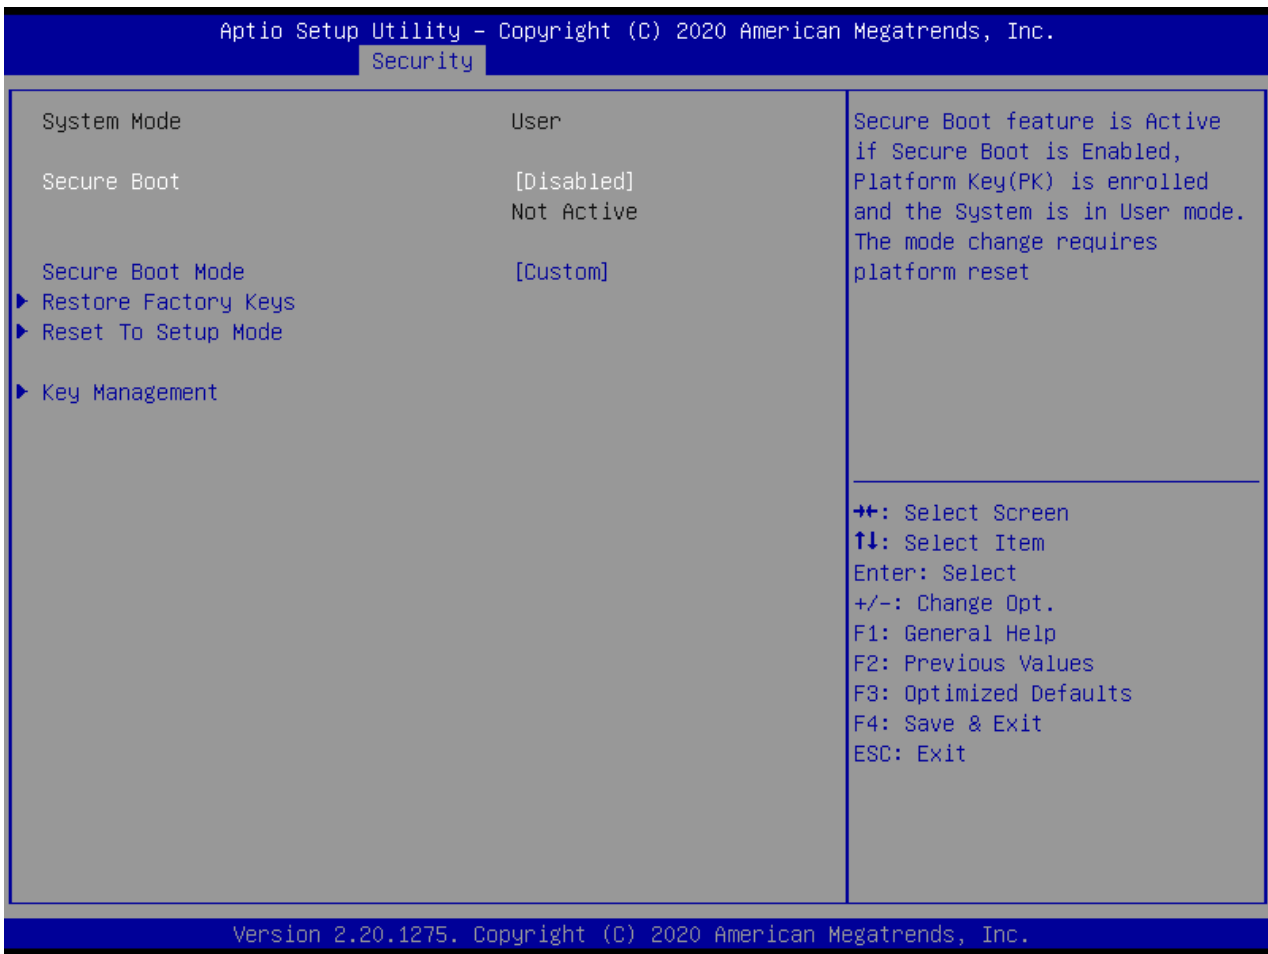 Aptio Setup Utility – Copyright (C) 2020 American Megatrends, Inc.
Security
System Mode User
Secure Boot [Disabled]
Not Active
Secure Boot Mode [Custom]
▶ Restore Factory Keys
▶ Reset To Setup Mode
▶ Key Management
Secure Boot feature is Active
if Secure Boot is Enabled,
Platform Key(PK) is enrolled
and the System is in User mode.
The mode change requires
platform reset
→←: Select Screen
↑↓: Select Item
Enter: Select
+/-: Change Opt.
F1: General Help
F2: Previous Values
F3: Optimized Defaults
F4: Save & Exit
ESC: Exit
Version 2.20.1275. Copyright (C) 2020 American Megatrends, Inc.